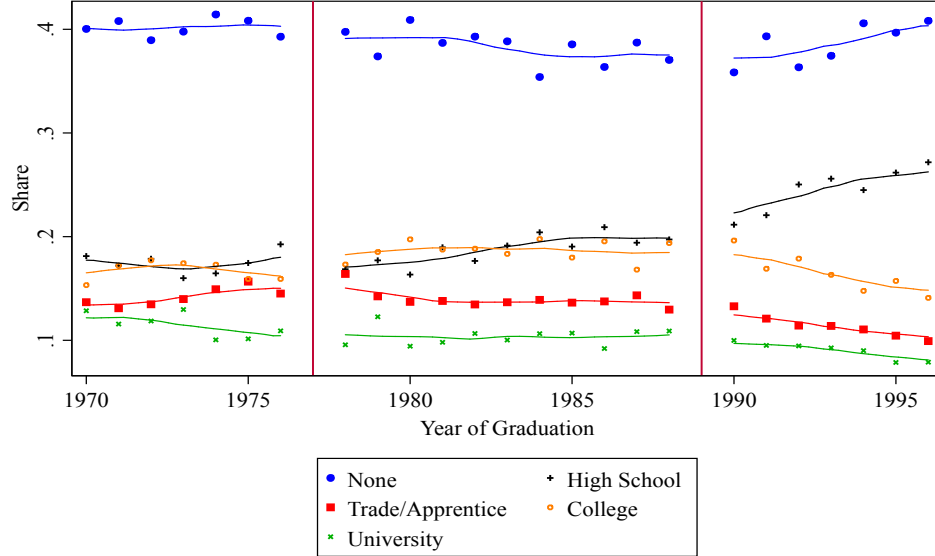 .4
.3
.2
.1
Share
1970 1975 1980 1985 1990 1995
Year of Graduation
None High School
Trade/Apprentice College
University